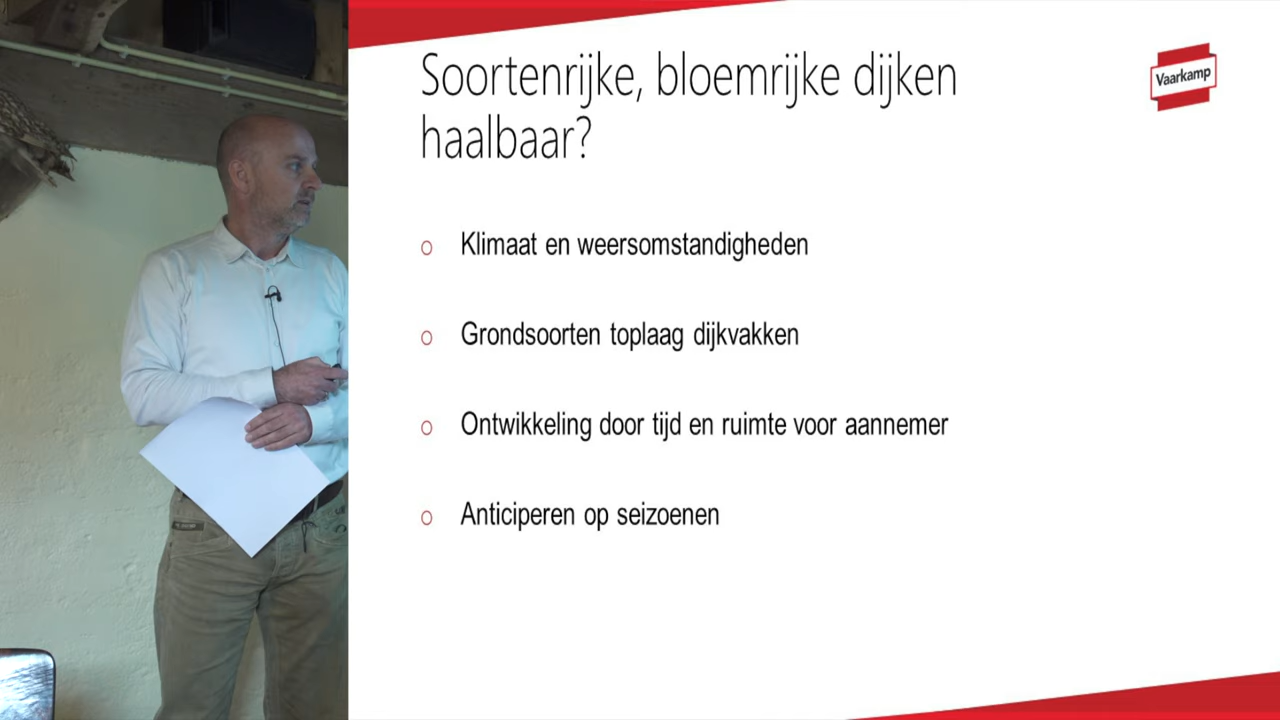 Soortenrijke, bloemrijke dijken
haalbaar?
Vaarkamp
o Klimaat en weersomstandigheden
o Grondsoorten toplaag dijkvakken
o Ontwikkeling door tijd en ruimte voor aannemer
o Anticiperen op seizoenen